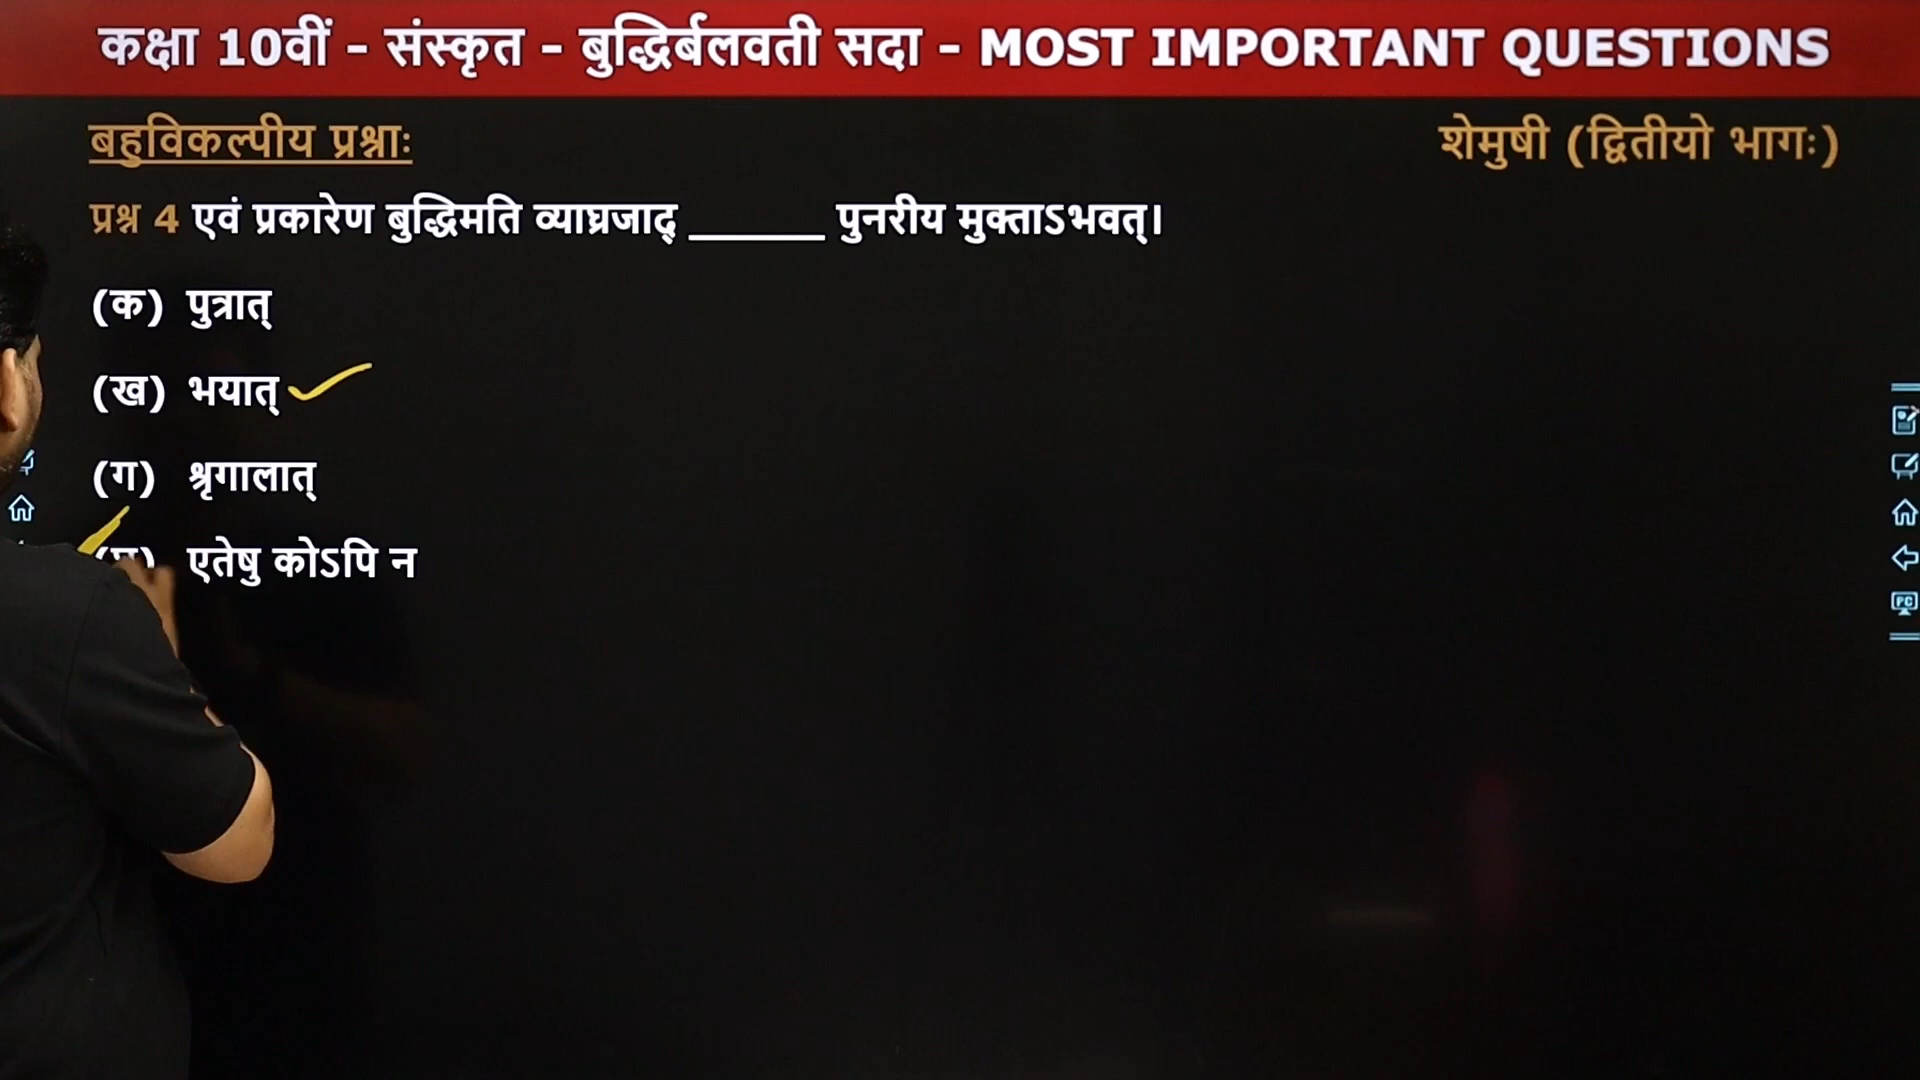 कक्षा 10वीं - संस्कृत - बुद्धिर्बलवती सदा - MOST IMPORTANT QUESTIONS
बहुविकल्पीय प्रश्नाः
शेमुषी (द्वितीयो भागः)
प्रश्न 4 एवं प्रकारेण बुद्धिमति व्याघ्रजाद् ______ पुनरीय मुक्ताऽभवत्।
(क) पुत्रात्
(ख) भयात्
(ग) श्रृगालात्
एतेषु कोऽपि न
PC